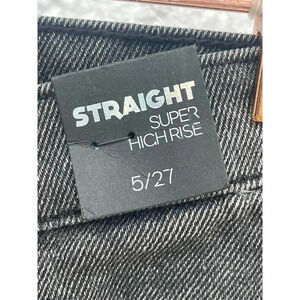 STRAIGHT
SUPER
HIGH RISE
5/27